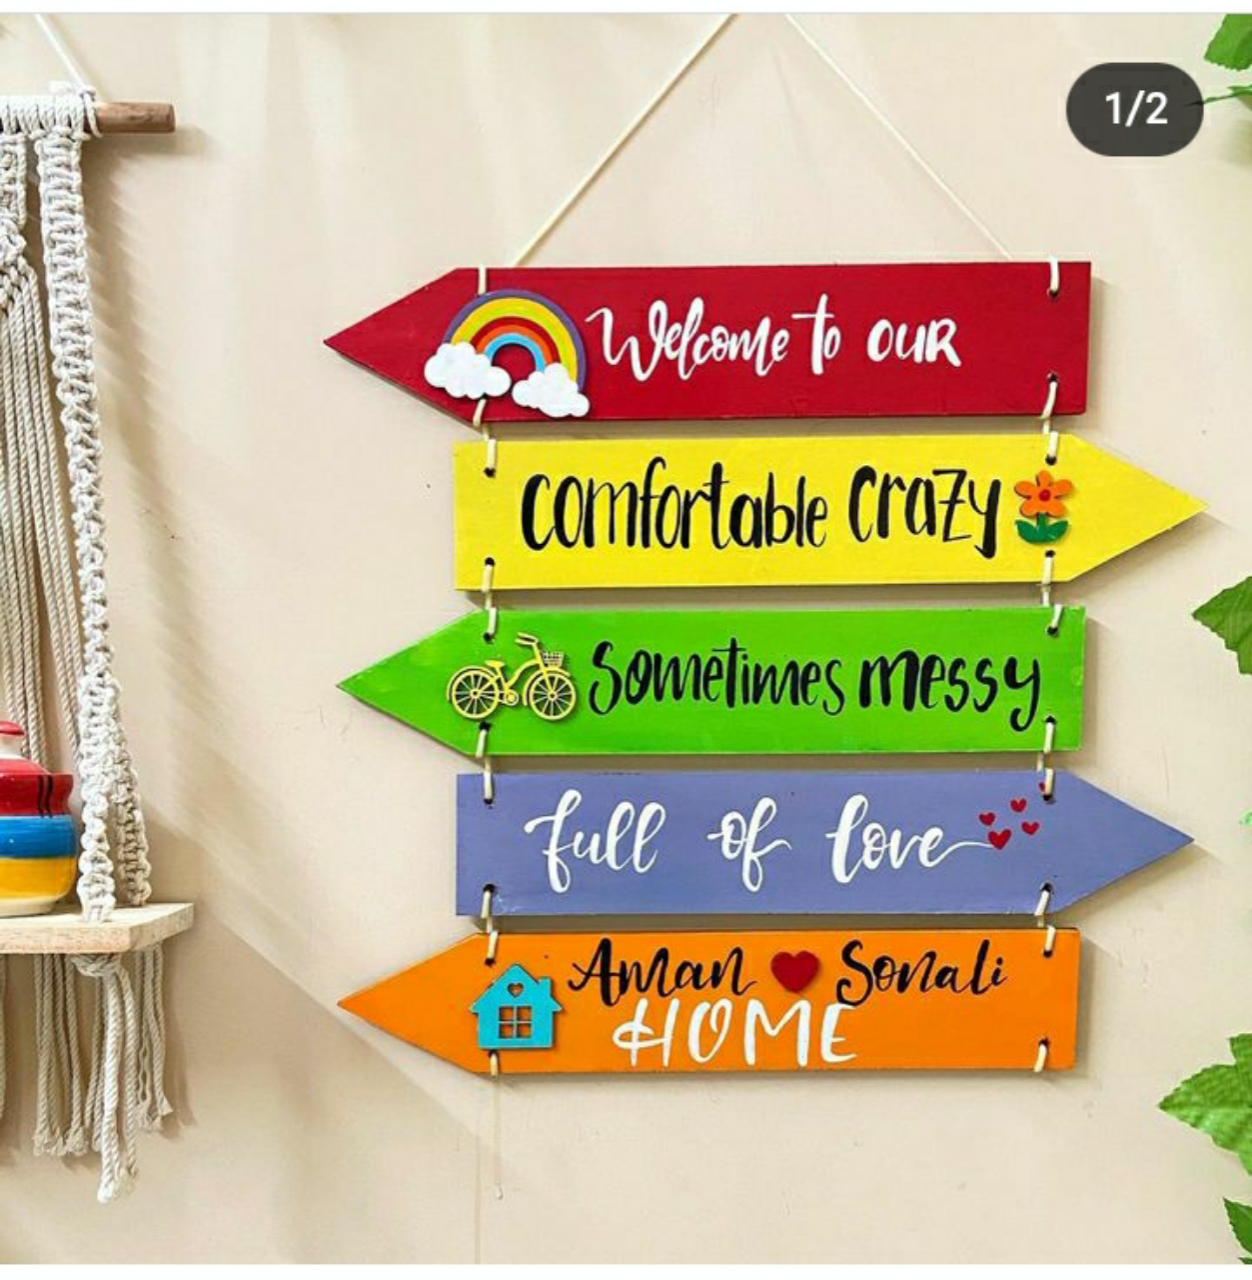 1/2
Welcome to OUR
comfortable crazy
Sometimes messy
full of love
Aman Sonali
HOME